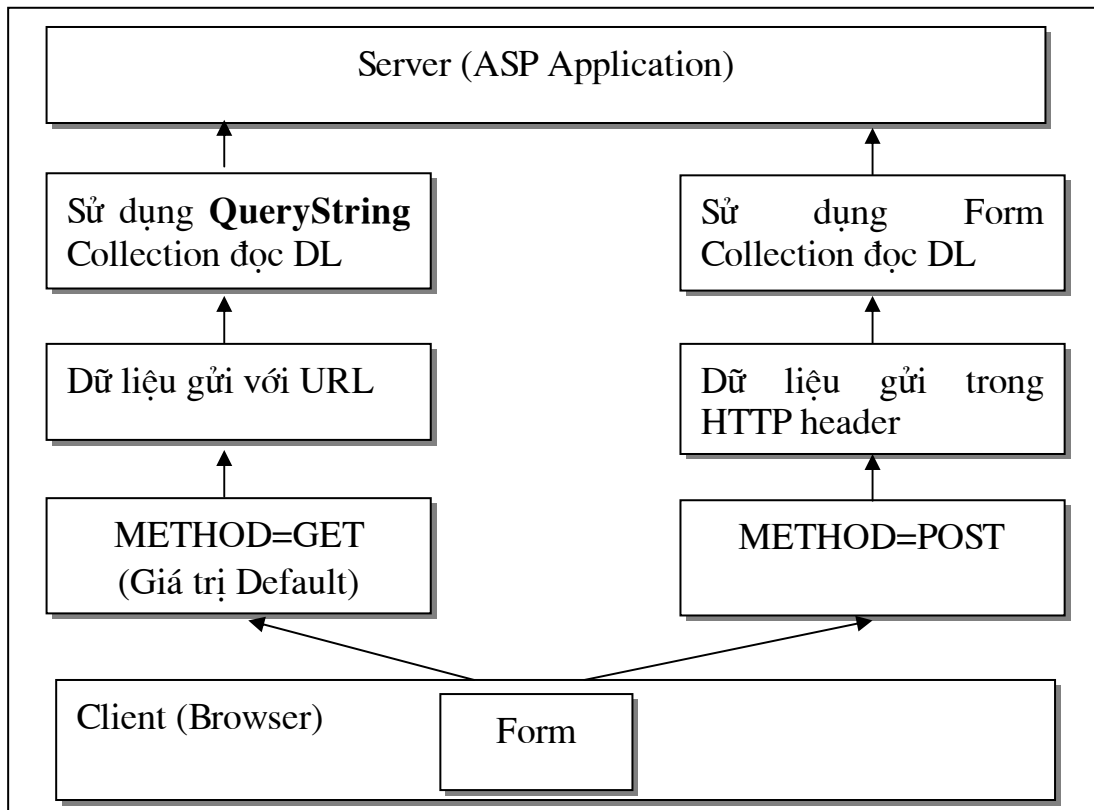 Server (ASP Application)
Sử dụng QueryString
Collection đọc DL
Sử dụng Form
Collection đọc DL
Dữ liệu gửi với URL
Dữ liệu gửi trong
HTTP header
METHOD=GET
(Giá trị Default)
METHOD=POST
Client (Browser)
Form